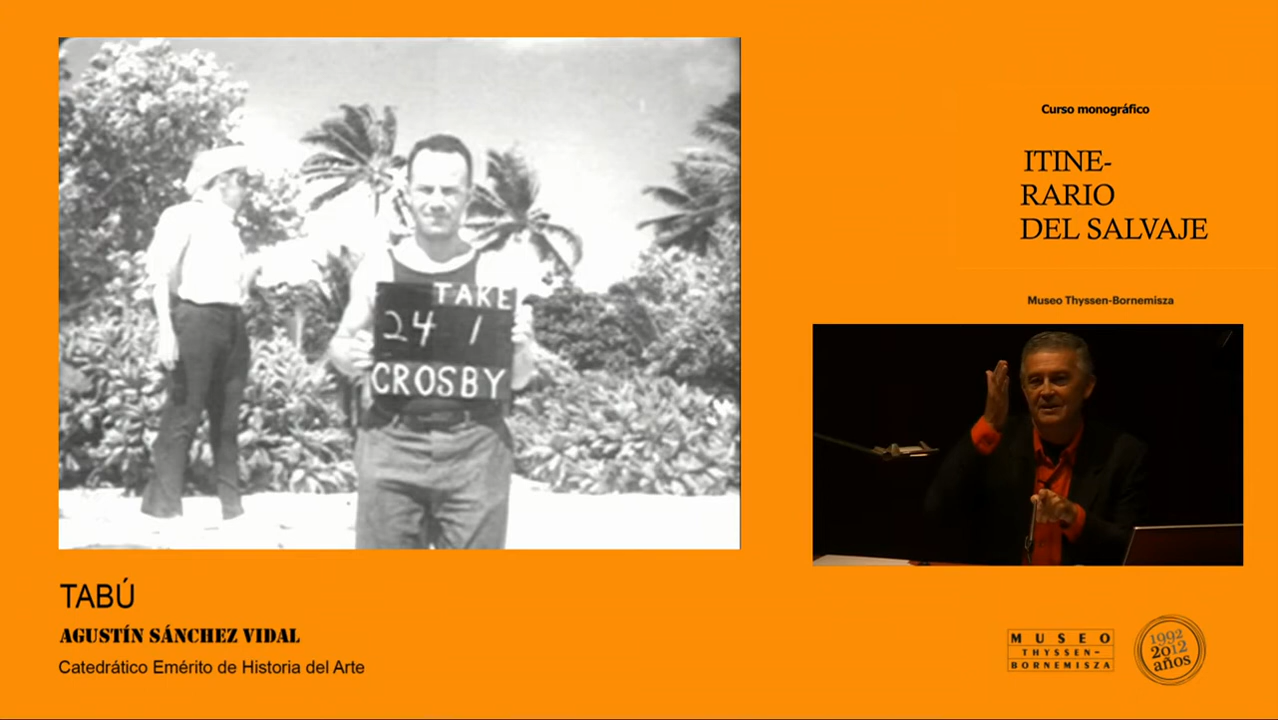 TAKE
24 1
CROSBY
TABÚ
AGUSTÍN SÁNCHEZ VIDAL
Catedrático Emérito de Historia del Arte
Curso monográfico
ITINE-
RARIO
DEL SALVAJE
Museo Thyssen-Bornemisza
MUSEO
THYSSEN-
BORNEMISZA
1992
2012
años